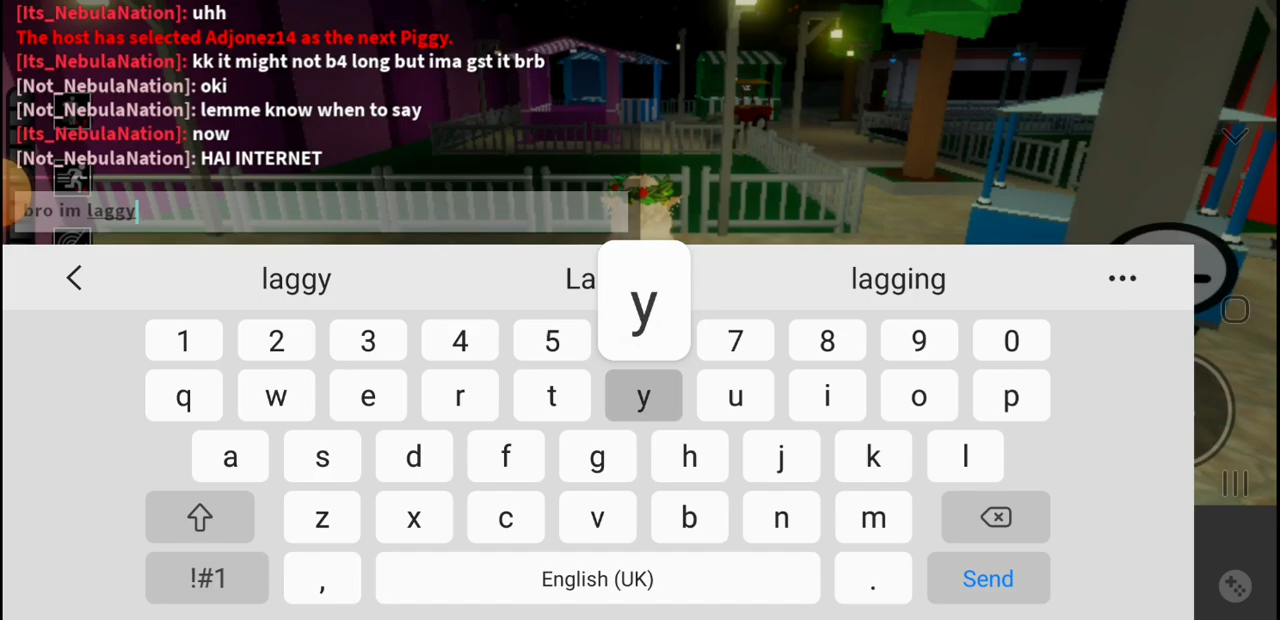 [Its_NebulaNation]: uhh
The host has selected Adjonez14 as the next Piggy.
[Its_NebulaNation]: kk it might not b4 long but ima gst it brb
[Not_NebulaNation]: oki
[Not_NebulaNation]: lemme know when to say
[Its_NebulaNation]: now
[Not_NebulaNation]: HAI INTERNET
bro im laggy
laggy La lagging
y
1 2 3 4 5 7 8 9 0
q w e r t y u i o p
a s d f g h j k l
z x c v b n m
!#1 , English (UK) . Send